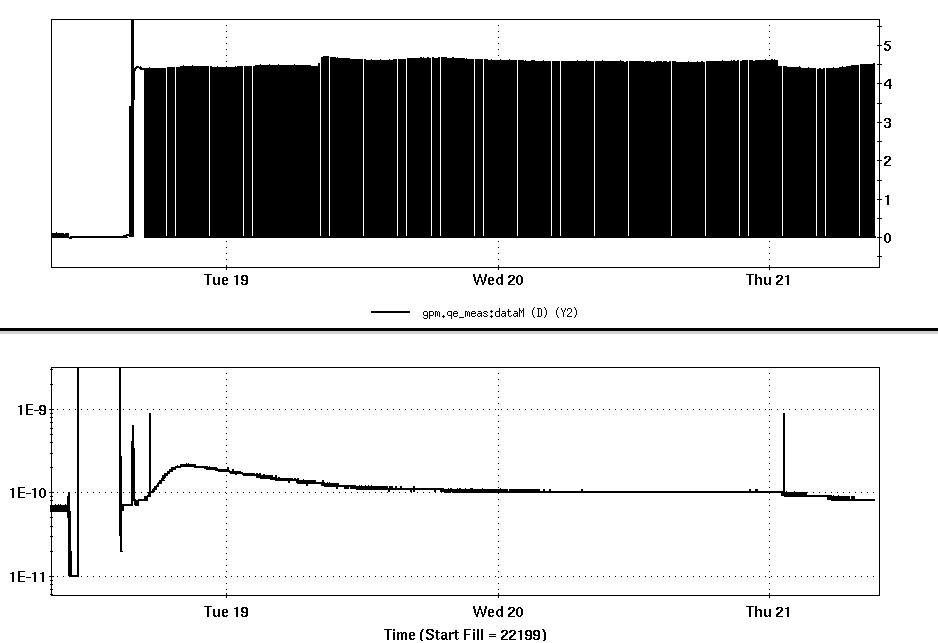 5
4
3
2
1
0
Tue 19 Wed 20 Thu 21
gpm.qe_meas:dataM (D) (Y2)
1E-9
1E-10
1E-11
Tue 19 Wed 20 Thu 21
Time (Start Fill = 22199)